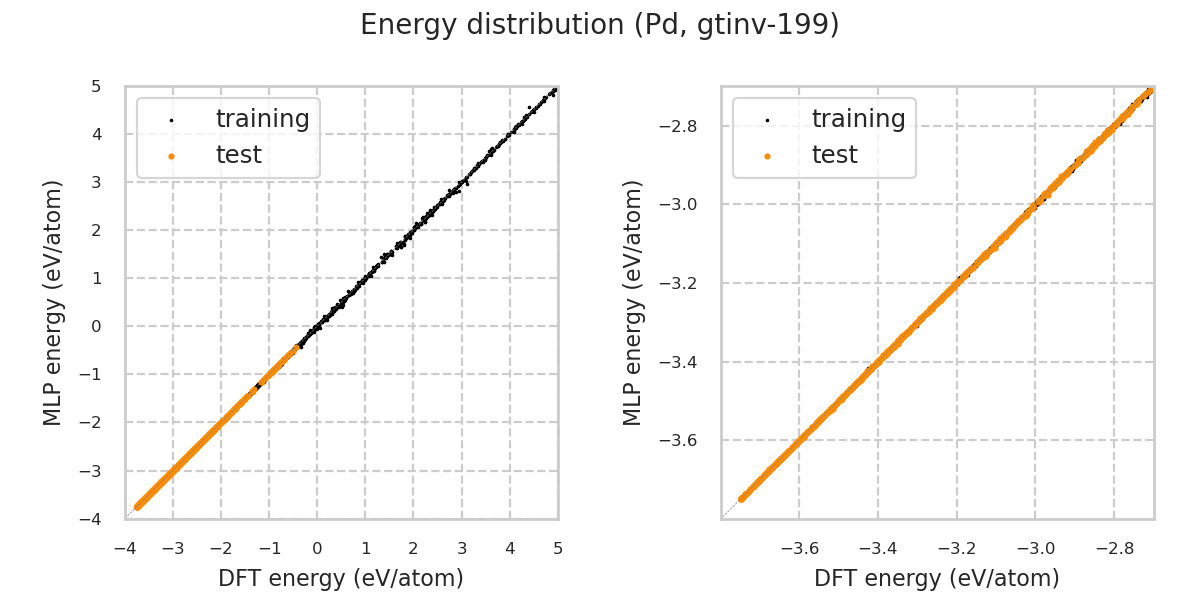 Energy distribution (Pd, gtinv-199)
MLP energy (eV/atom)
5
4
3
2
1
0
−1
−2
−3
−4
training
test
−4 −3 −2 −1 0 1 2 3 4 5
DFT energy (eV/atom)
MLP energy (eV/atom)
−2.8
−3.0
−3.2
−3.4
−3.6
training
test
−3.6 −3.4 −3.2 −3.0 −2.8
DFT energy (eV/atom)